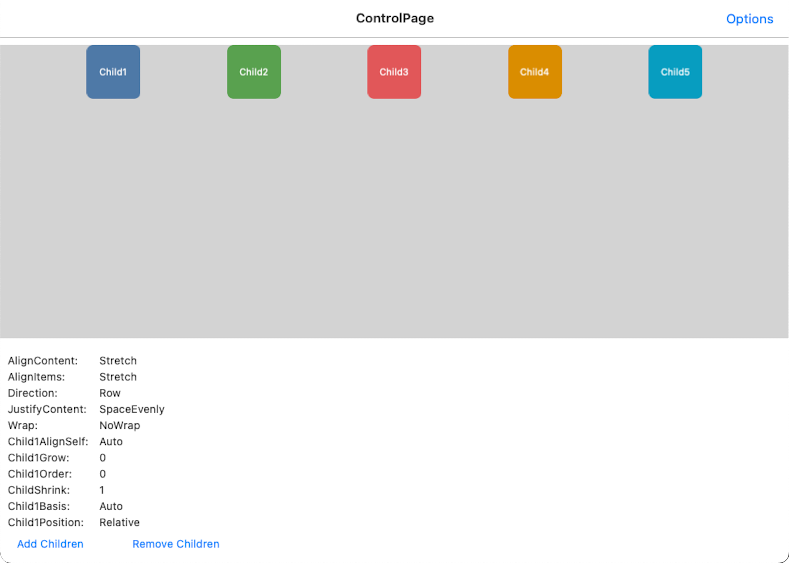 ControlPage Options
Child1 Child2 Child3 Child4 Child5
AlignContent: Stretch
AlignItems: Stretch
Direction: Row
JustifyContent: SpaceEvenly
Wrap: NoWrap
Child1AlignSelf: Auto
Child1Grow: 0
Child1Order: 0
ChildShrink: 1
Child1Basis: Auto
Child1Position: Relative
Add Children Remove Children